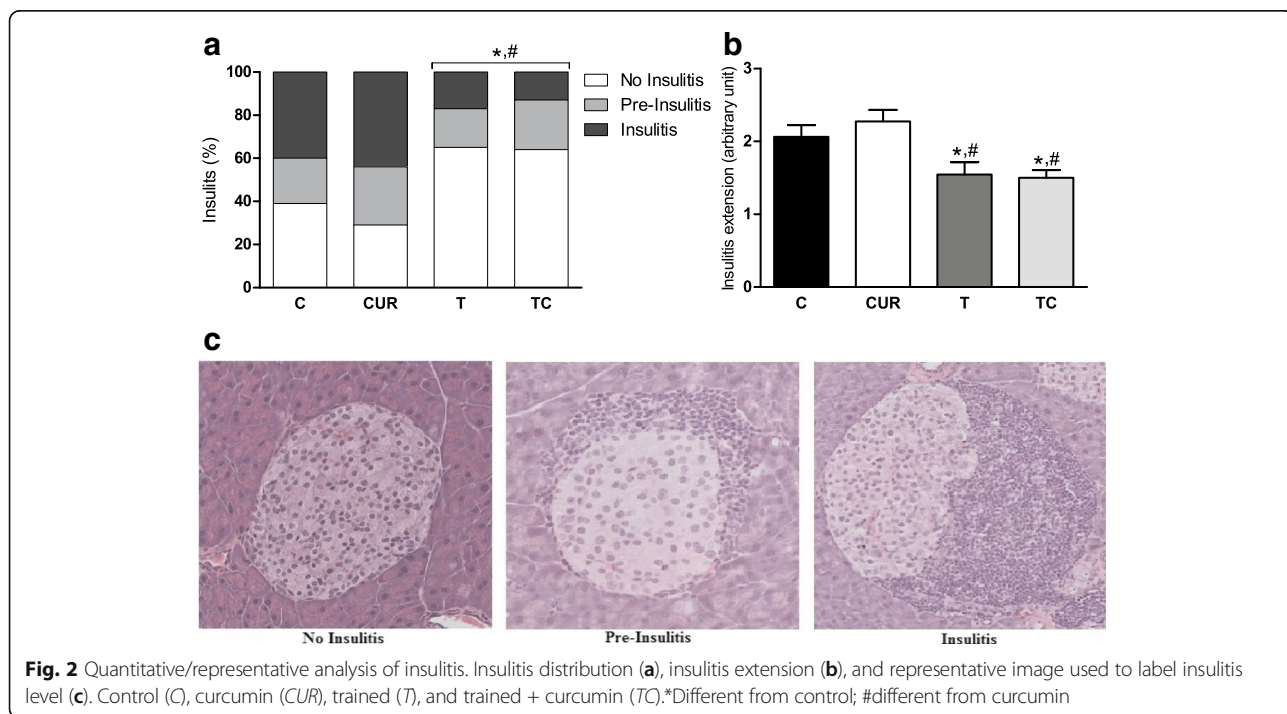 a
*,#
100
80
60
40
20
0
Insulits (%)
C CUR T TC
No Insulitis
Pre-Insulitis
Insulitis
b
3
2
1
0
Insulitis extension (arbitrary unit)
*,# *,#
C CUR T TC
c
No Insulitis Pre-Insulitis Insulitis
Fig. 2 Quantitative/representative analysis of insulitis. Insulitis distribution (a), insulitis extension (b), and representative image used to label insulitis
level (c). Control (C), curcumin (CUR), trained (T), and trained + curcumin (TC).*Different from control; #different from curcumin